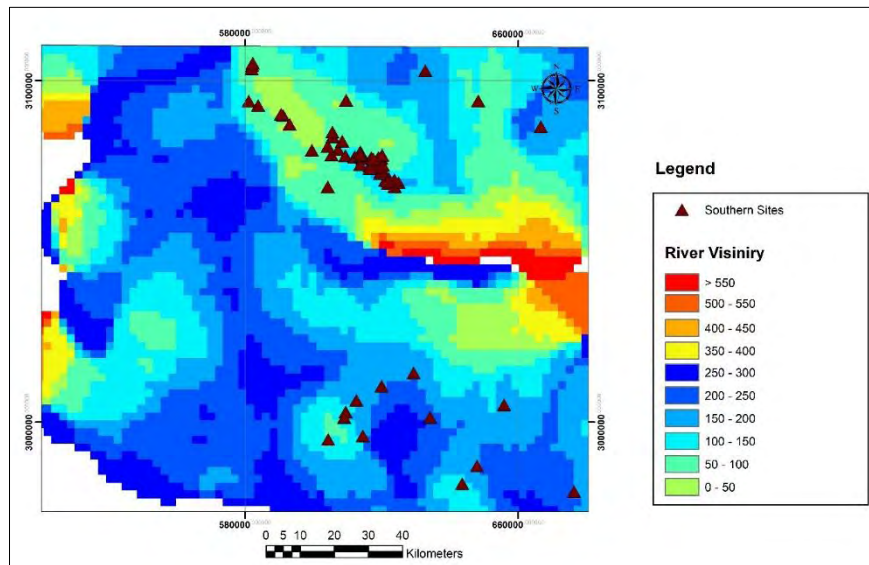 580000
660000
3100000
3100000
N
W E
S
Legend
Southern Sites
River Visiniry
> 550
500 - 550
400 - 450
350 - 400
250 - 300
200 - 250
150 - 200
100 - 150
50 - 100
0 - 50
3000000
3000000
580000
660000
0 5 10 20 30 40
Kilometers